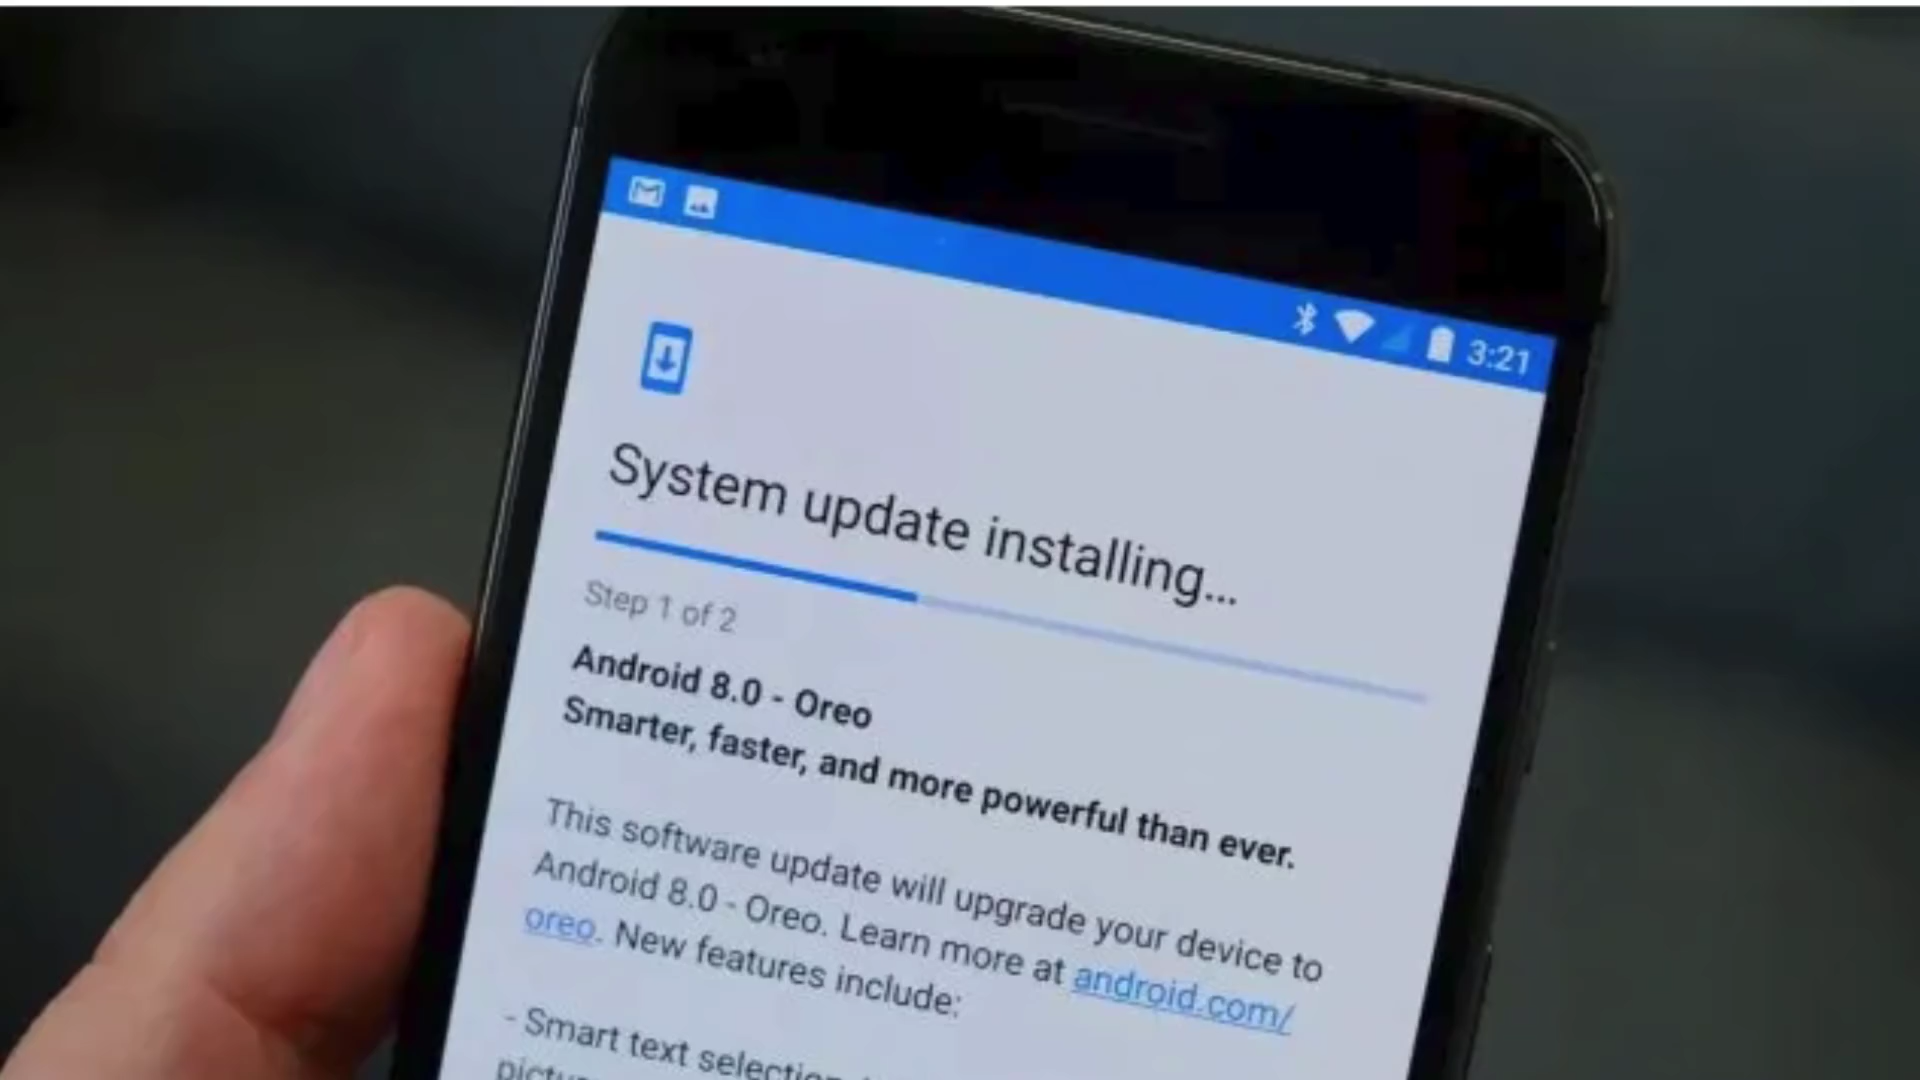 3:21
System update installing...
Step 1 of 2
Android 8.0 - Oreo
Smarter, faster, and more powerful than ever.
This software update will upgrade your device to
Android 8.0 - Oreo. Learn more at android.com/
oreo. New features include:
- Smart text selection